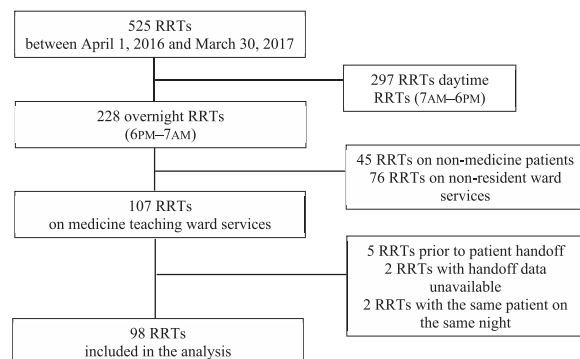 525 RRTs
between April 1, 2016 and March 30, 2017
297 RRTs daytime
RRTs (7AM–6PM)
228 overnight RRTs
(6PM–7AM)
45 RRTs on non-medicine patients
76 RRTs on non-resident ward
services
107 RRTs
on medicine teaching ward services
5 RRTs prior to patient handoff
2 RRTs with handoff data
unavailable
2 RRTs with the same patient on
the same night
98 RRTs
included in the analysis